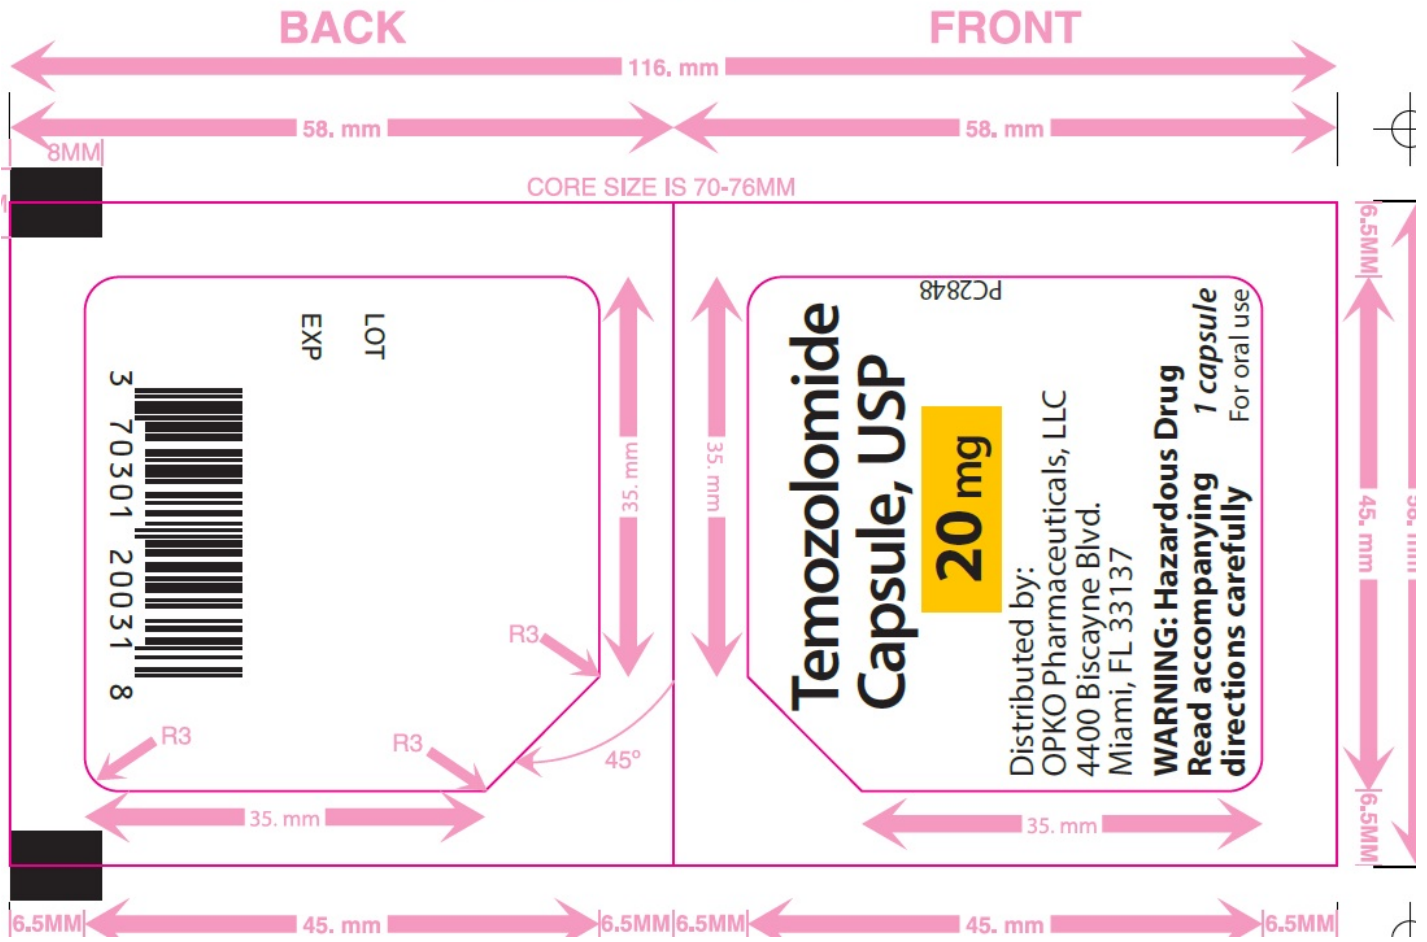 BACK
FRONT
116. mm
58. mm
58. mm
8MM
CORE SIZE IS 70-76MM
6.5MM
EXP
LOT
3 70301 20031 8
35. mm
35. mm
R3
R3
R3
45°
35. mm
PC2848
Temozolomide
Capsule, USP
20 mg
Distributed by:
OPKO Pharmaceuticals, LLC
4400 Biscayne Blvd.
Miami, FL 33137
WARNING: Hazardous Drug
Read accompanying
directions carefully
1 capsule
For oral use
35. mm
45. mm
6.5MM
6.5MM
45. mm
6.5MM
6.5MM
45. mm
6.5MM